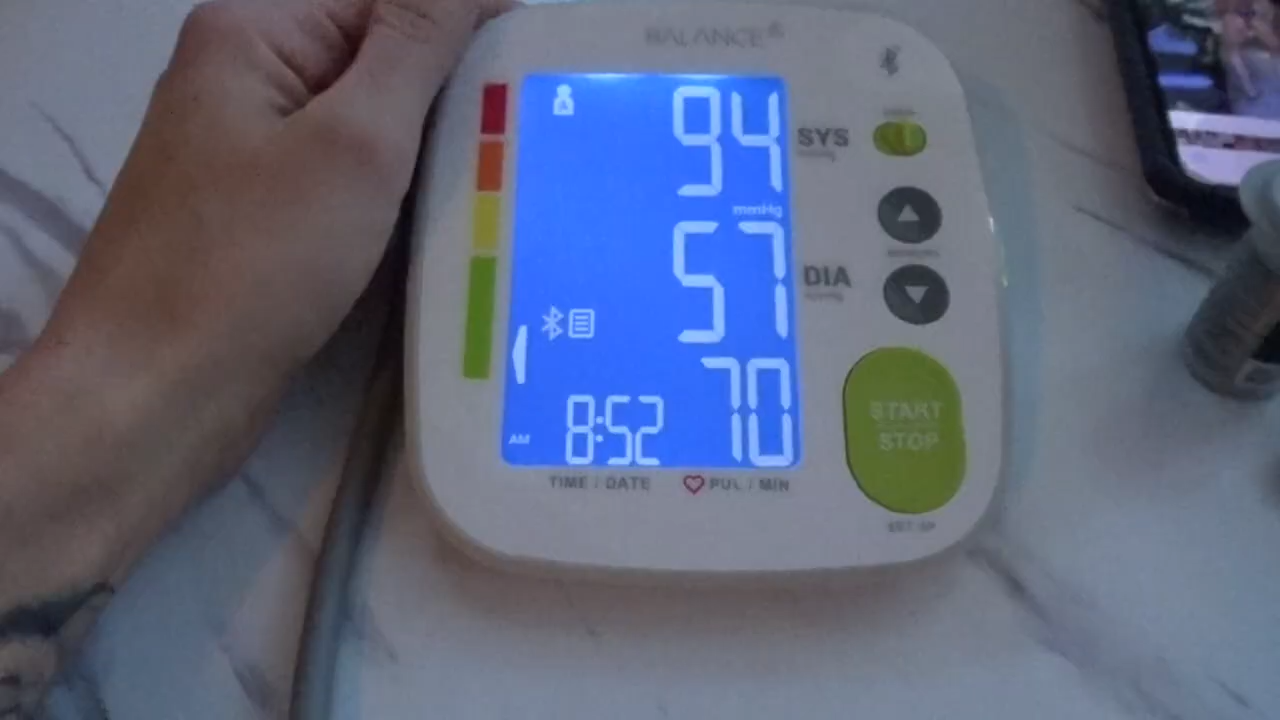 BALANCE
94
SYS
mmHg
57
DIA
70
AM 8:52
START
STOP
TIME / DATE
PUL / MIN